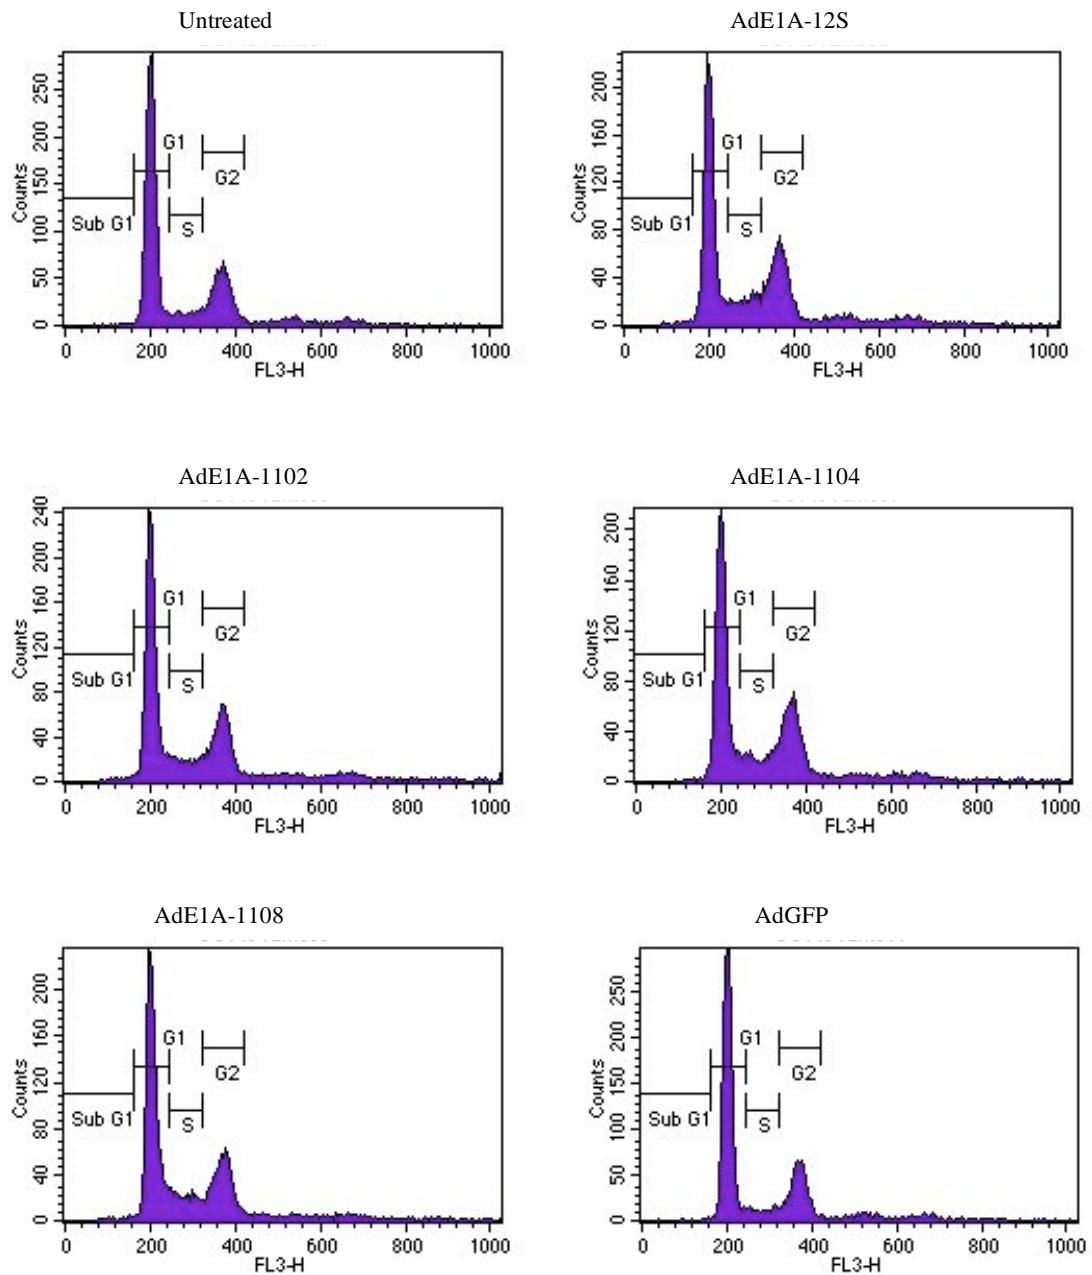 Untreated
AdE1A-12S
Counts
250
200
150
100
50
0
G1
G2
Sub G1
S
0 200 400 600 800 1000
FL3-H
Counts
200
160
120
80
40
0
G1
G2
Sub G1
S
0 200 400 600 800 1000
FL3-H
AdE1A-1102
AdE1A-1104
Counts
240
200
160
120
80
40
0
G1
G2
Sub G1
S
0 200 400 600 800 1000
FL3-H
Counts
200
160
120
80
40
0
G1
G2
Sub G1
S
0 200 400 600 800 1000
FL3-H
AdE1A-1108
AdGFP
Counts
200
160
120
80
40
0
G1
G2
Sub G1
S
0 200 400 600 800 1000
FL3-H
Counts
250
200
150
100
50
0
G1
G2
Sub G1
S
0 200 400 600 800 1000
FL3-H